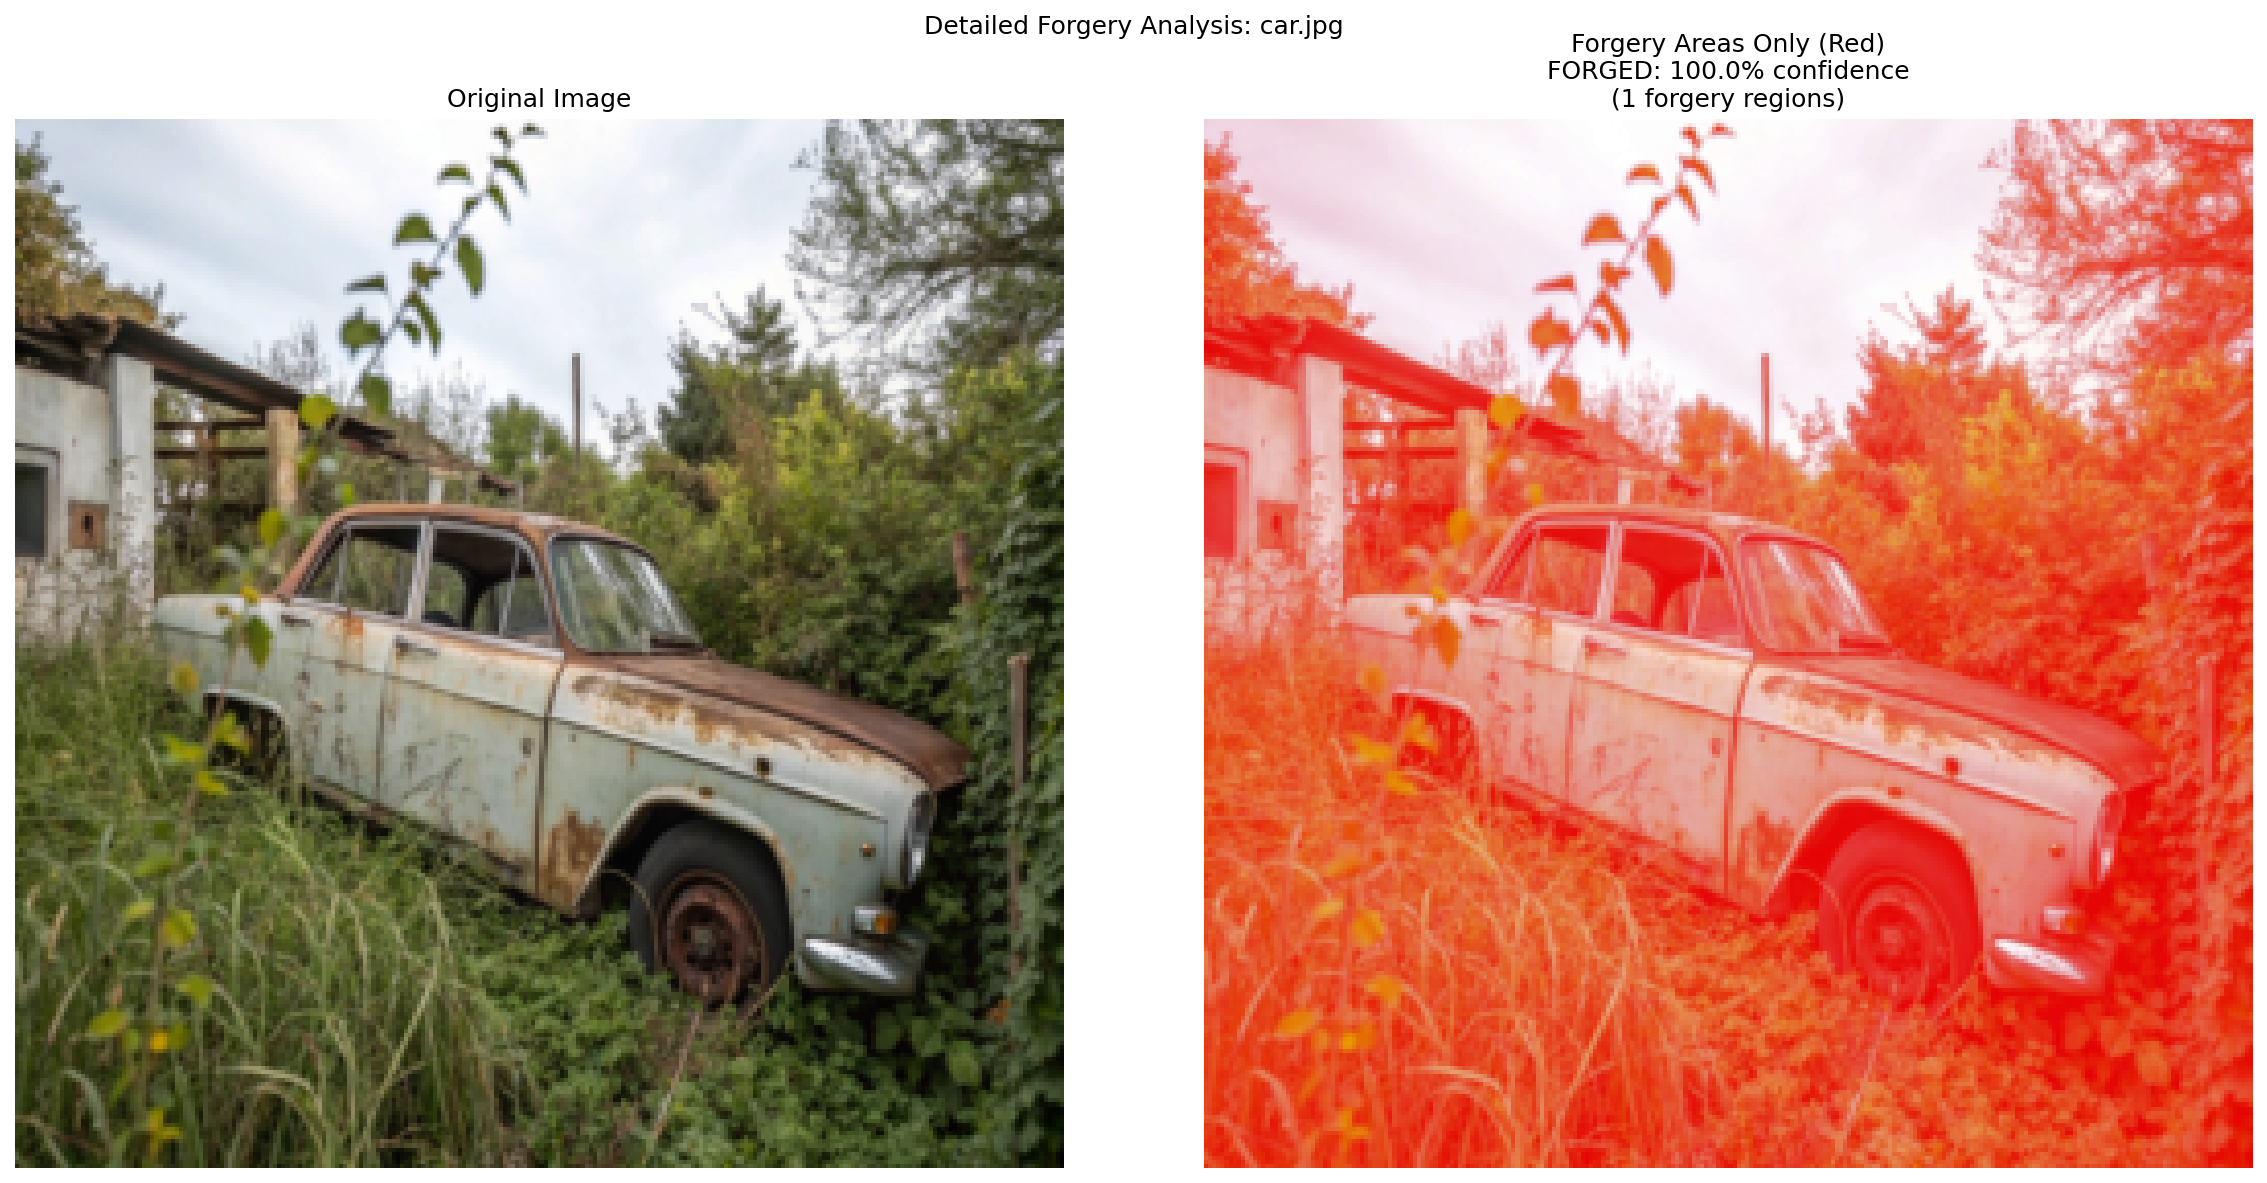 Detailed Forgery Analysis: car.jpg
Original Image
Forgery Areas Only (Red)
FORGED: 100.0% confidence
(1 forgery regions)